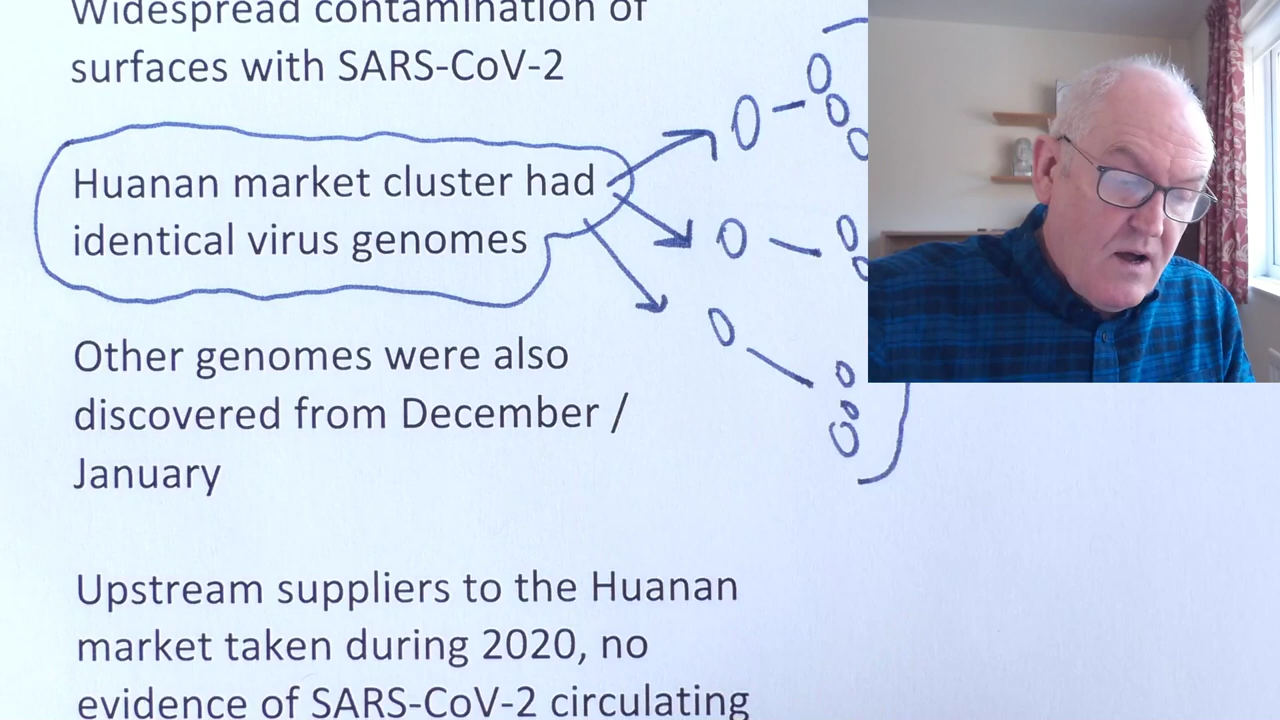 Widespread contamination of
surfaces with SARS-CoV-2
Huanan market cluster had
identical virus genomes
Other genomes were also
discovered from December /
January
Upstream suppliers to the Huanan
market taken during 2020, no
evidence of SARS-CoV-2 circulating